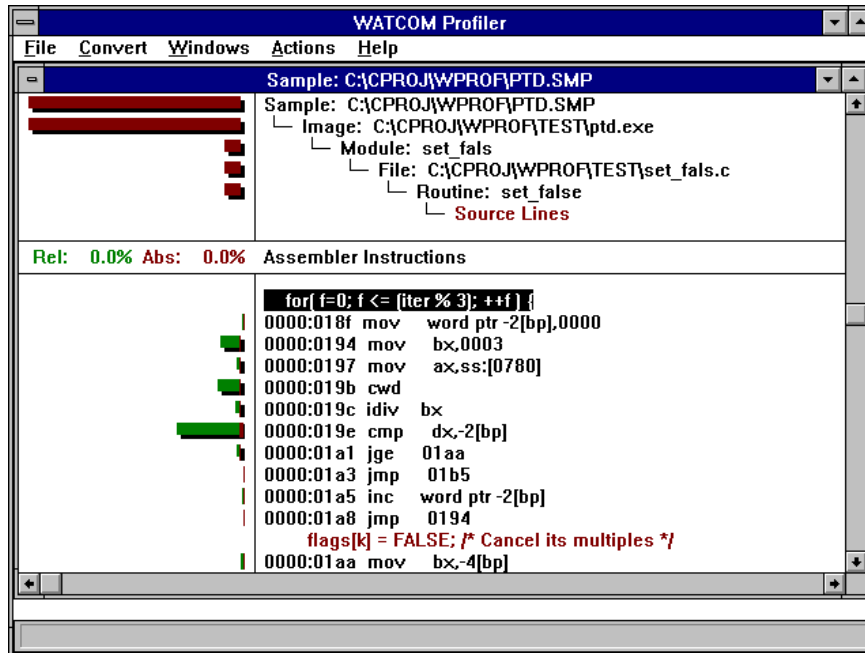 WATCOM Profiler
File Convert Windows Actions Help
Sample: C:\CPROJ\WPROF\PTD.SMP
Sample: C:\CPROJ\WPROF\PTD.SMP
Image: C:\CPROJ\WPROF\TEST\ptd.exe
Module: set_fals
File: C:\CPROJ\WPROF\TEST\set_fals.c
Routine: set_false
Source Lines
Rel: 0.0% Abs: 0.0% Assembler Instructions
for( f=0; f <= (iter % 3); ++f ) {
0000:018f mov word ptr -2[bp],0000
0000:0194 mov bx,0003
0000:0197 mov ax,ss:[0780]
0000:019b cwd
0000:019c idiv bx
0000:019e cmp dx,-2[bp]
0000:01a1 jge 01aa
0000:01a3 jmp 01b5
0000:01a5 inc word ptr -2[bp]
0000:01a8 jmp 0194
flags[k] = FALSE; /* Cancel its multiples */
0000:01aa mov bx,-4[bp]